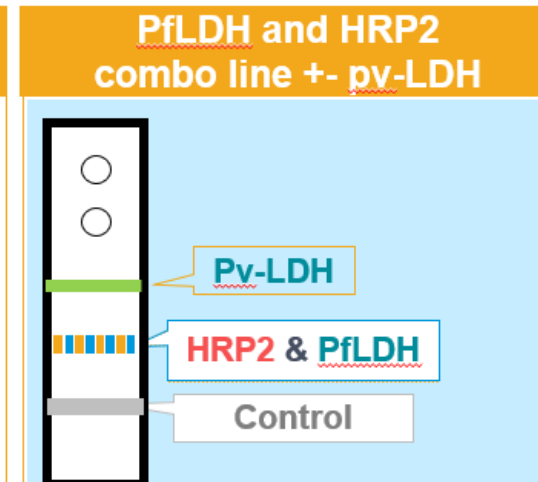 PfLDH and HRP2
combo line +- pv-LDH
Pv-LDH
HRP2 & PfLDH
Control